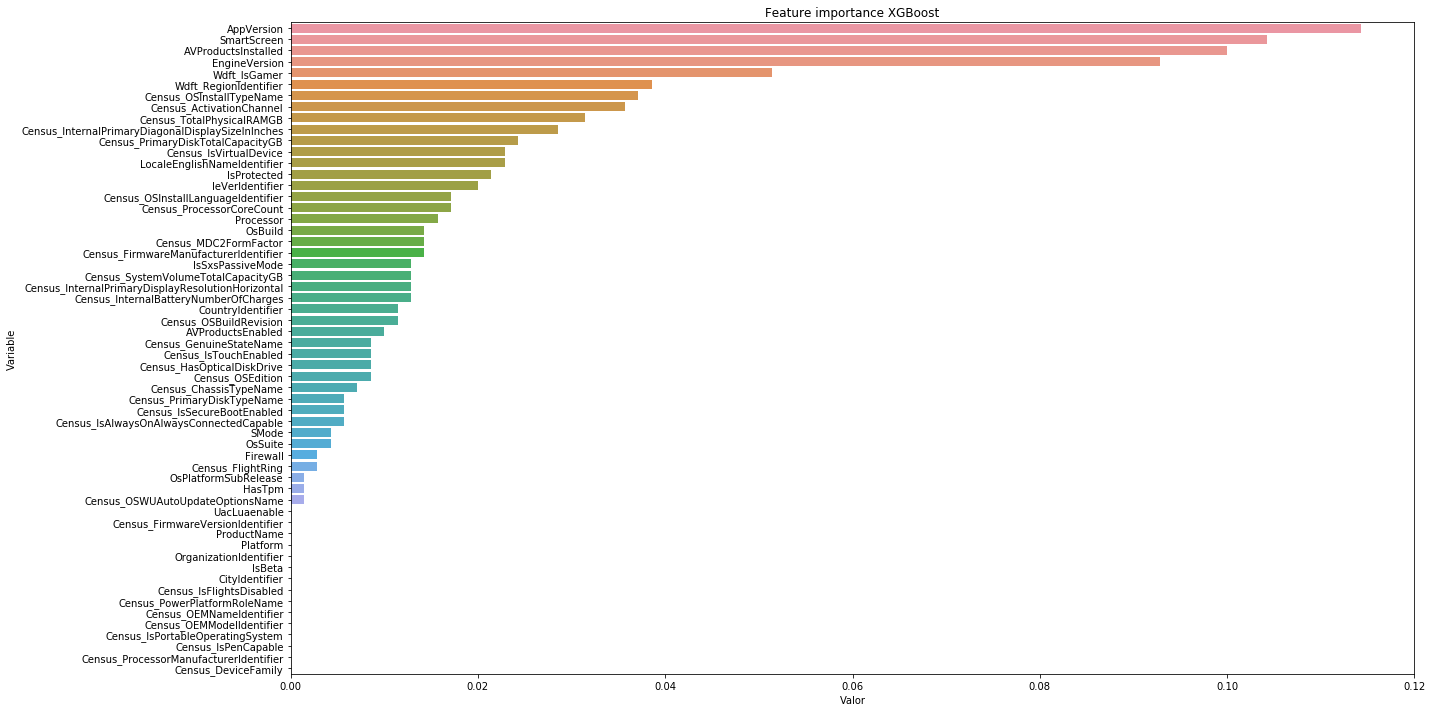 Feature importance XGBoost
AppVersion
SmartScreen
AVProductsInstalled
EngineVersion
Wdft_IsGamer
Wdft_RegionIdentifier
Census_OSInstallTypeName
Census_ActivationChannel
Census_TotalPhysicalRAMGB
Census_InternalPrimaryDiagonalDisplaySizeInInches
Census_PrimaryDiskTotalCapacityGB
Census_IsVirtualDevice
LocaleEnglishNameIdentifier
IsProtected
IeVerIdentifier
Census_OSInstallLanguageIdentifier
Census_ProcessorCoreCount
Processor
OsBuild
Census_MDC2FormFactor
Census_FirmwareManufacturerIdentifier
IsSxsPassiveMode
Census_SystemVolumeTotalCapacityGB
Census_InternalPrimaryDisplayResolutionHorizontal
Census_InternalBatteryNumberOfCharges
CountryIdentifier
Census_OSBuildRevision
AVProductsEnabled
Census_GenuineStateName
Census_IsTouchEnabled
Census_HasOpticalDiskDrive
Census_OSEdition
Census_ChassisTypeName
Census_PrimaryDiskTypeName
Census_IsSecureBootEnabled
Census_IsAlwaysOnAlwaysConnectedCapable
SMode
OsSuite
Firewall
Census_FlightRing
OsPlatformSubRelease
HasTpm
Census_OSWUAutoUpdateOptionsName
UacLuaenable
Census_FirmwareVersionIdentifier
ProductName
Platform
OrganizationIdentifier
IsBeta
CityIdentifier
Census_IsFlightsDisabled
Census_PowerPlatformRoleName
Census_OEMNameIdentifier
Census_OEMModelIdentifier
Census_IsPortableOperatingSystem
Census_IsPenCapable
Census_ProcessorManufacturerIdentifier
Census_DeviceFamily
Variable
0.00 0.02 0.04 0.06 0.08 0.10 0.12
Valor